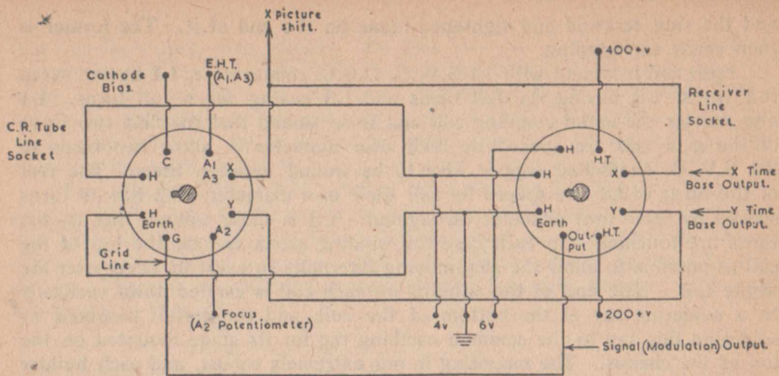 X picture
shift.
400+v
E.H.T.
(A1, A3)
Cathode
Bias.
Receiver
Line
Socket.
C.R. Tube
Line
Socket
C
A1
A3
X
H
H
Earth
Y
G
A2
Grid
Line
Focus
(A2 Potentiometer)
H
H.T.
H
X
X Time
Base Output.
H
Earth
Y
Y Time
Base Output.
Out-
put
H.T.
4v
6v
200+v
Signal (Modulation) Output.